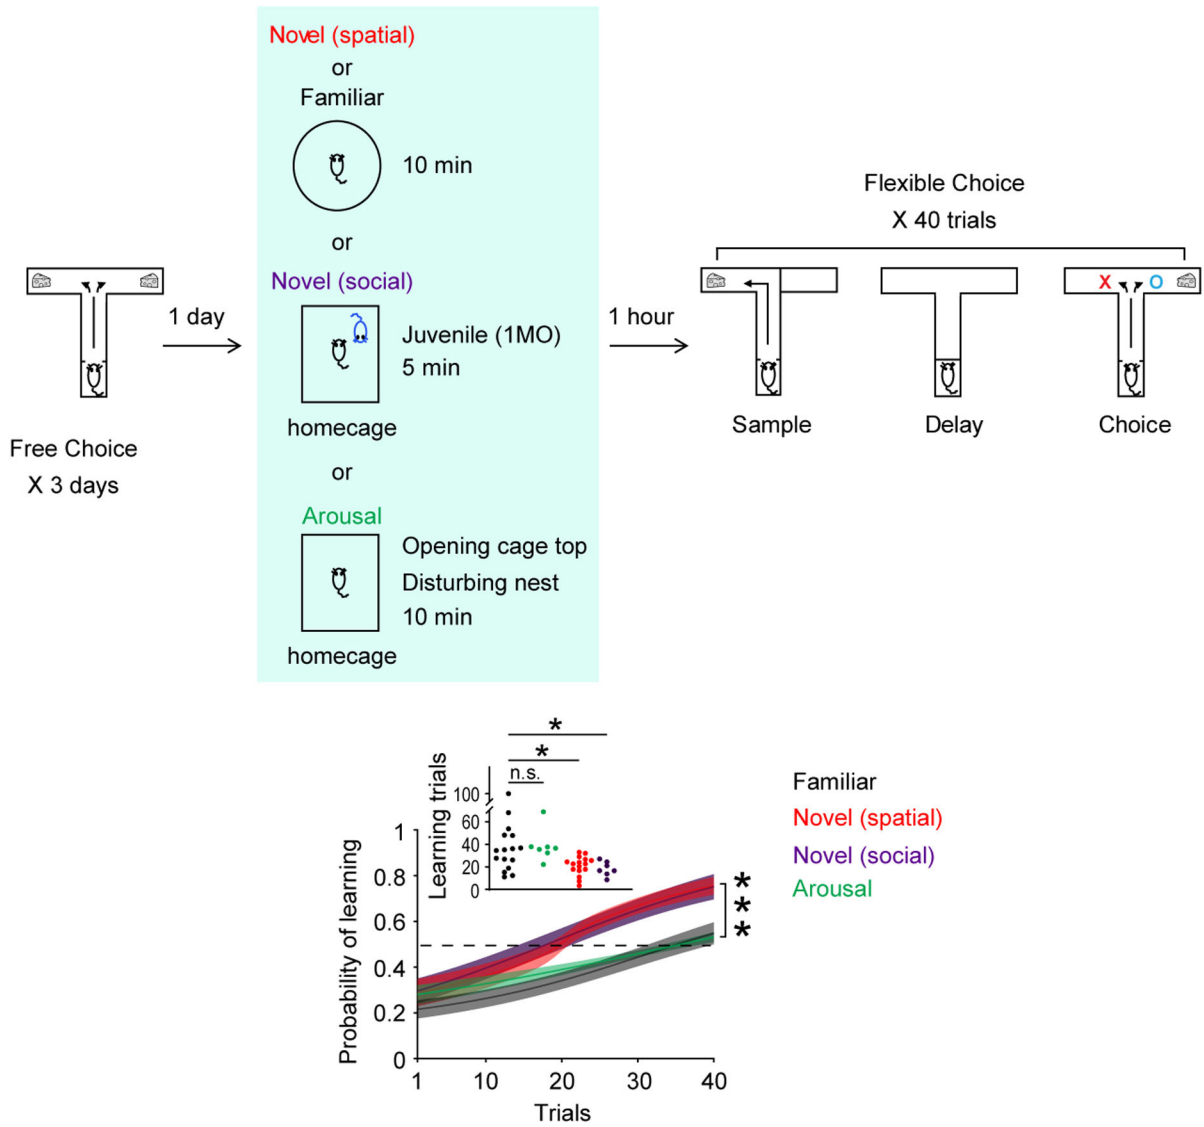 Novel (spatial)
or
Familiar
10 min
or
Novel (social)
Juvenile (1MO)
5 min
homecage
or
Arousal
Opening cage top
Disturbing nest
10 min
homecage
Free Choice
X 3 days
1 day
1 hour
Flexible Choice
X 40 trials
X
O
Sample
Delay
Choice
*
*
n.s.
Learning trials
100
60
40
20
0
Familiar
Novel (spatial)
Novel (social)
Arousal
Probability of learning
1
0.8
0.6
0.4
0.2
0
***
1
10
20
30
40
Trials